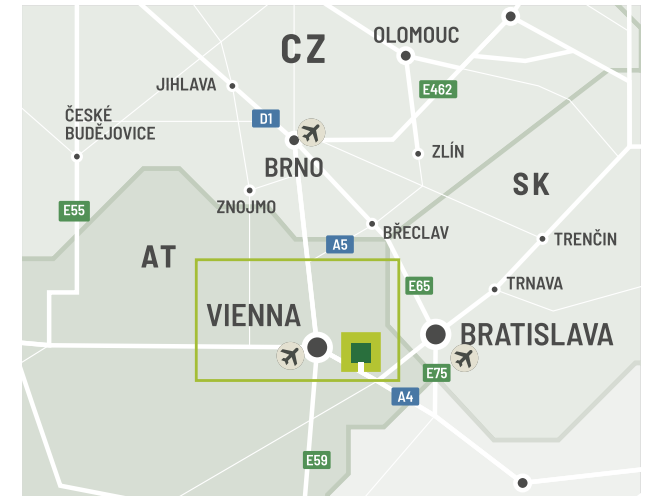 OLOMOUC
CZ
JIHLAVA
E462
ČESKÉ
BUDĚJOVICE
D1
ZLÍN
BRNO
SK
ZNOJMO
E55
BŘECLAV
TRENČIN
A5
AT
E65
TRNAVA
VIENNA
BRATISLAVA
E75
A4
E59